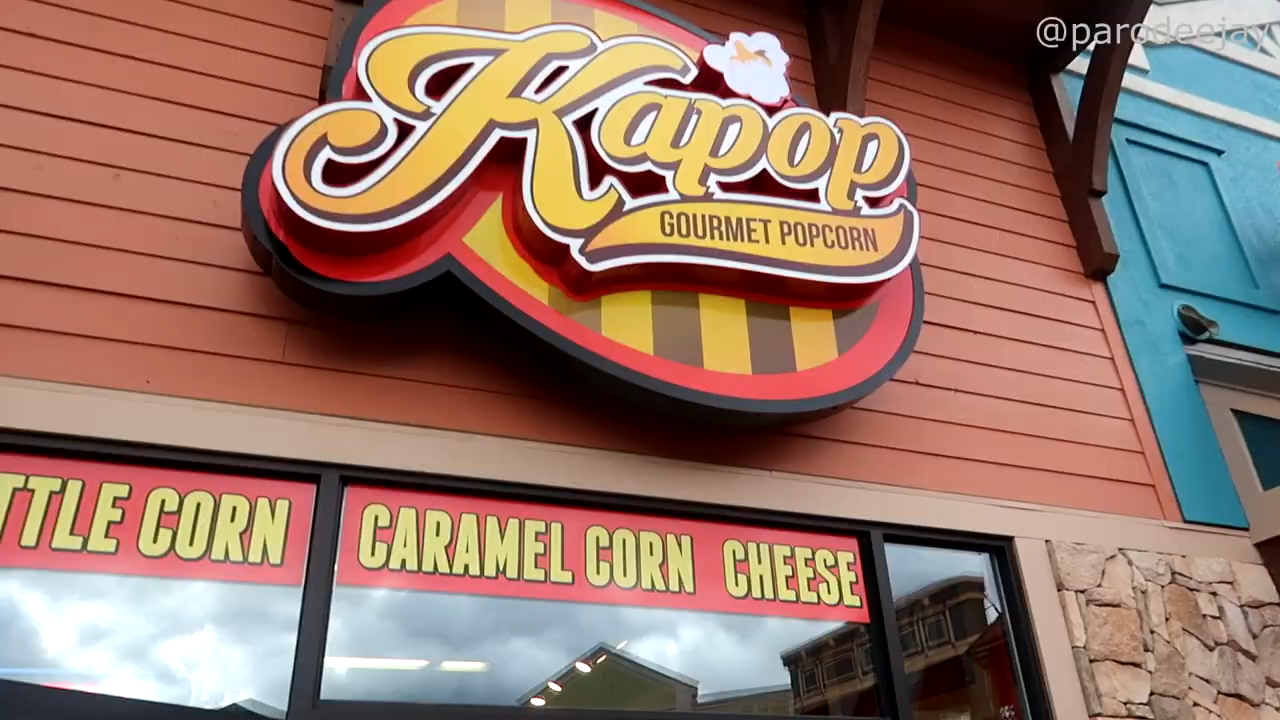 @parodeejay
Kapop
GOURMET POPCORN
TTLE CORN
CARAMEL CORN CHEESE